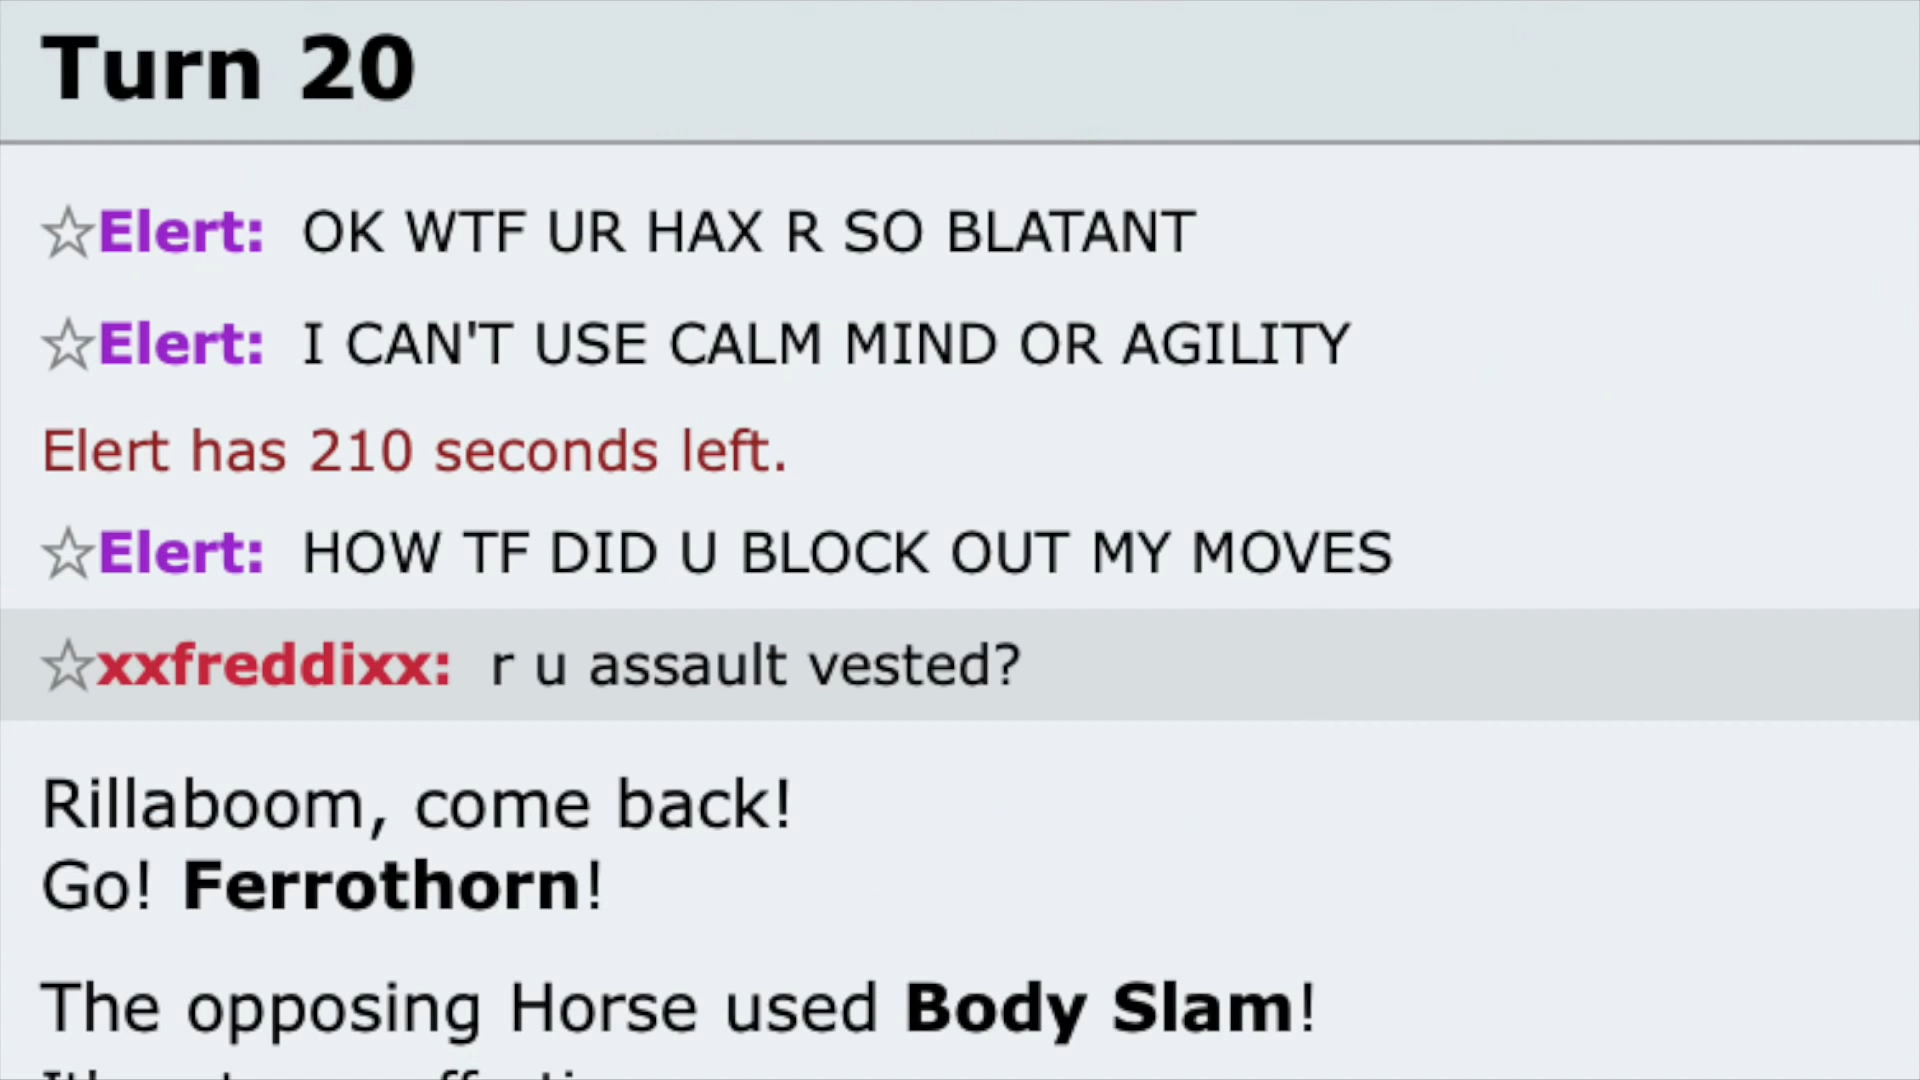 Turn 20
☆Elert: OK WTF UR HAX R SO BLATANT
☆Elert: I CAN'T USE CALM MIND OR AGILITY
Elert has 210 seconds left.
☆Elert: HOW TF DID U BLOCK OUT MY MOVES
☆xxfreddixx: r u assault vested?
Rillaboom, come back!
Go! Ferrothorn!
The opposing Horse used Body Slam!